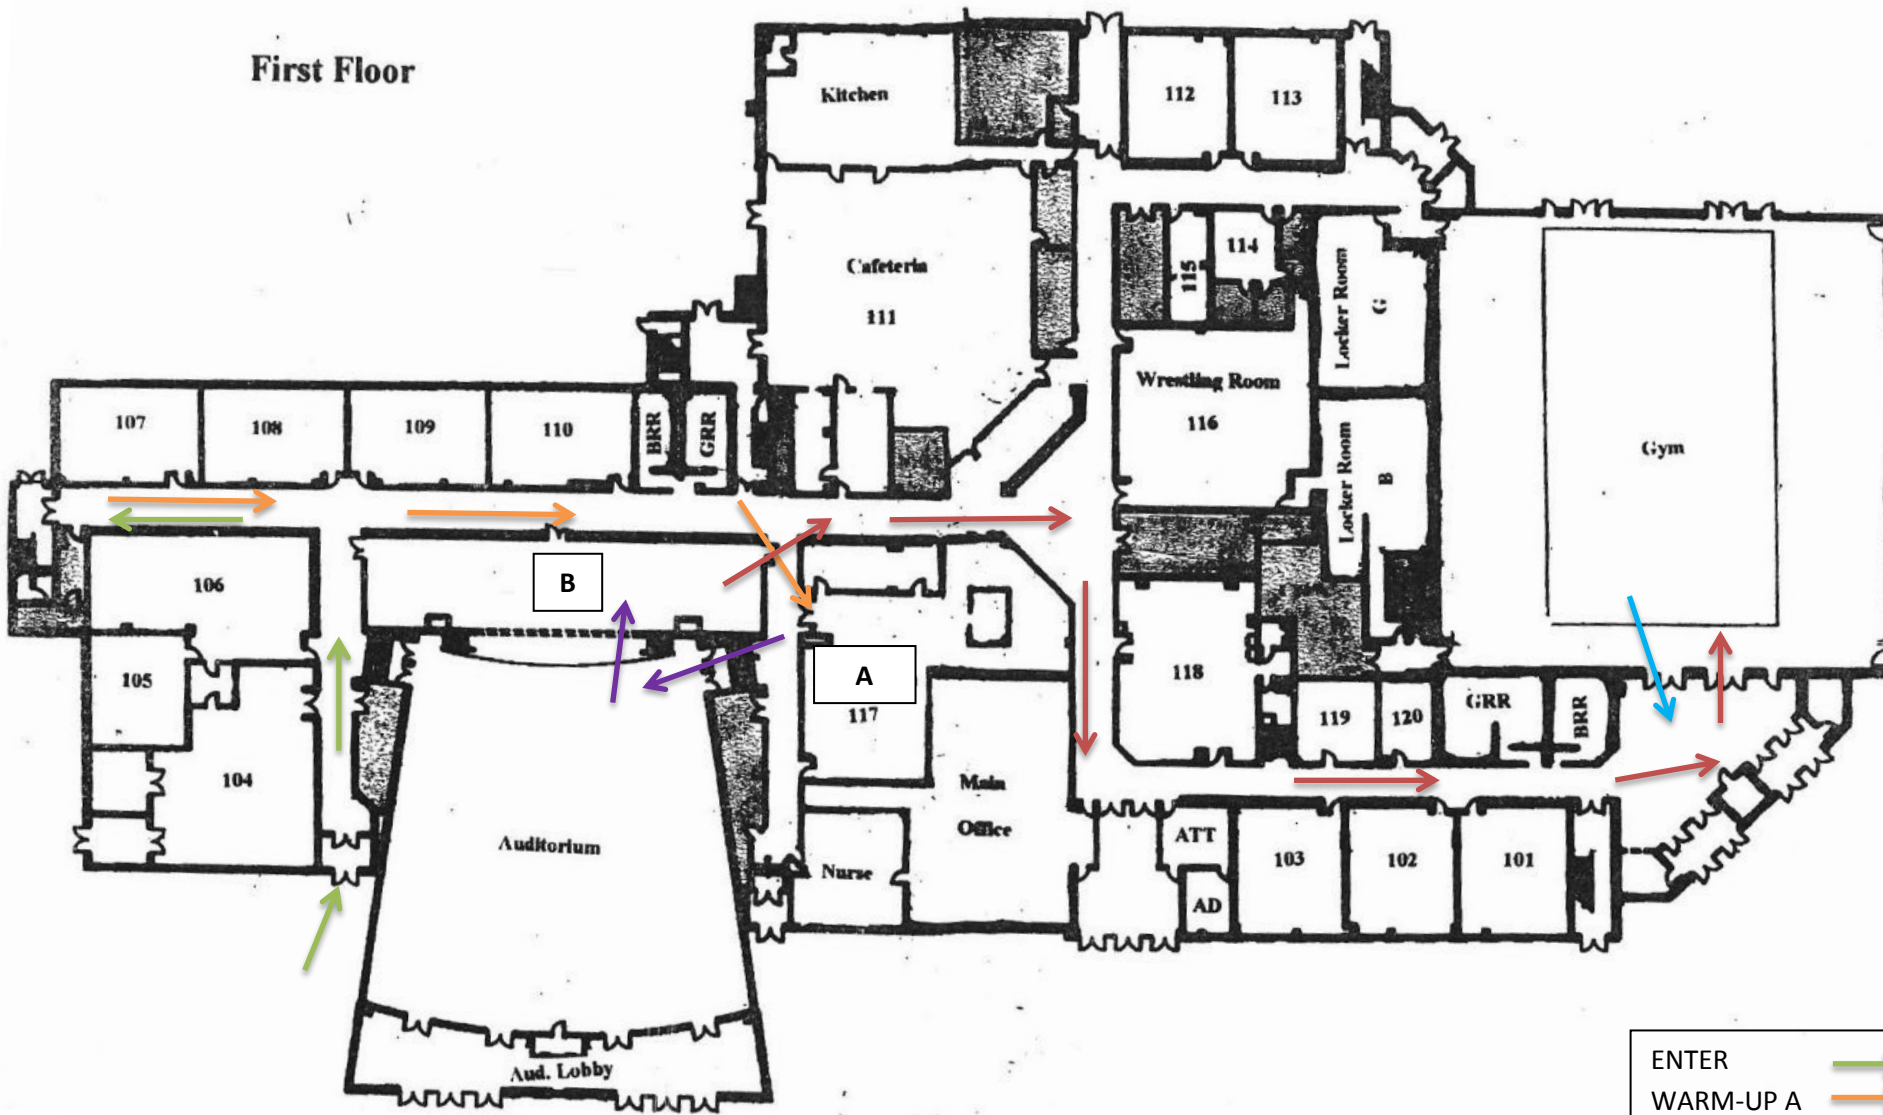 First Floor
Kitchen
112
113
Cafeteria
111
115
114
Locker Room
G
Wrestling Room
116
Locker Room
B
Gym
107
108
109
110
BRR
GRR
106
B
105
104
A
117
118
119
120
GRR
BRR
Auditorium
Main
Office
Nurse
ATT
AD
103
102
101
Aud. Lobby
ENTER
WARM-UP A